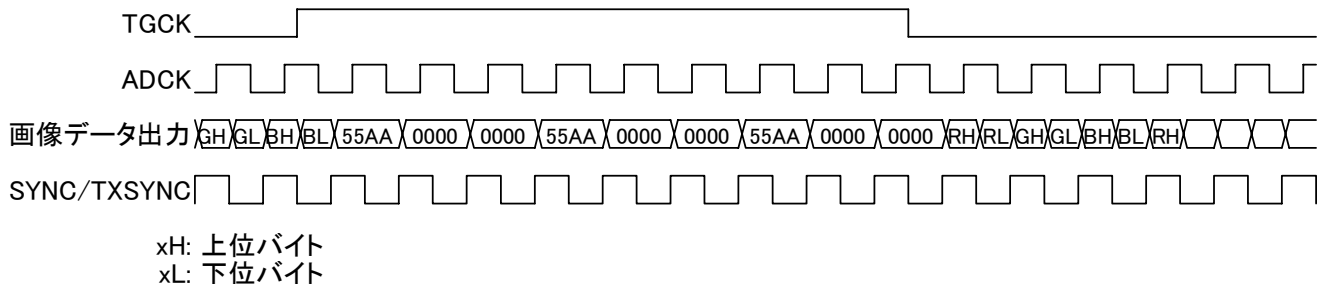 TGCK
ADCK
画像データ出力 GH GL BH BL 55AA 0000 0000 55AA 0000 0000 55AA 0000 0000 RH RL GH GL BH BL RH
SYNC/TXSYNC
xH: 上位バイト
xL: 下位バイト